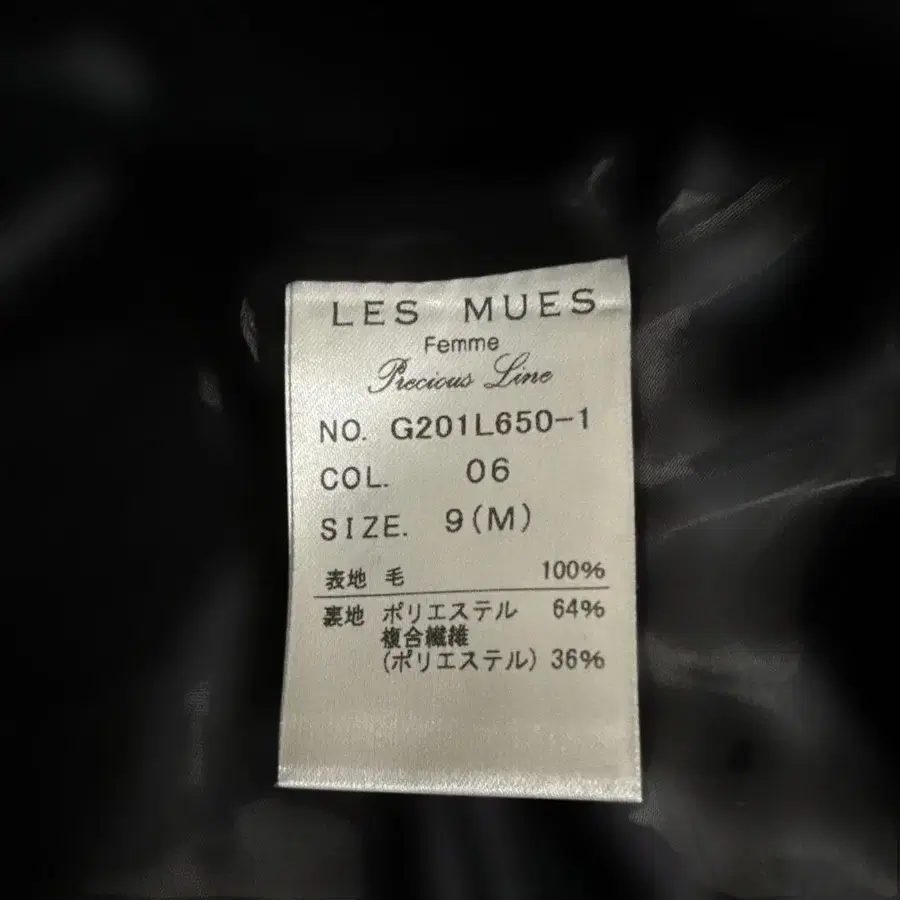 LES MUES
Femme
Precious Line
NO. G201L650-1
COL. 06
SIZE. 9(M)
表地 毛 100%
裏地 ポリエステル 64%
複合繊維
(ポリエステル) 36%